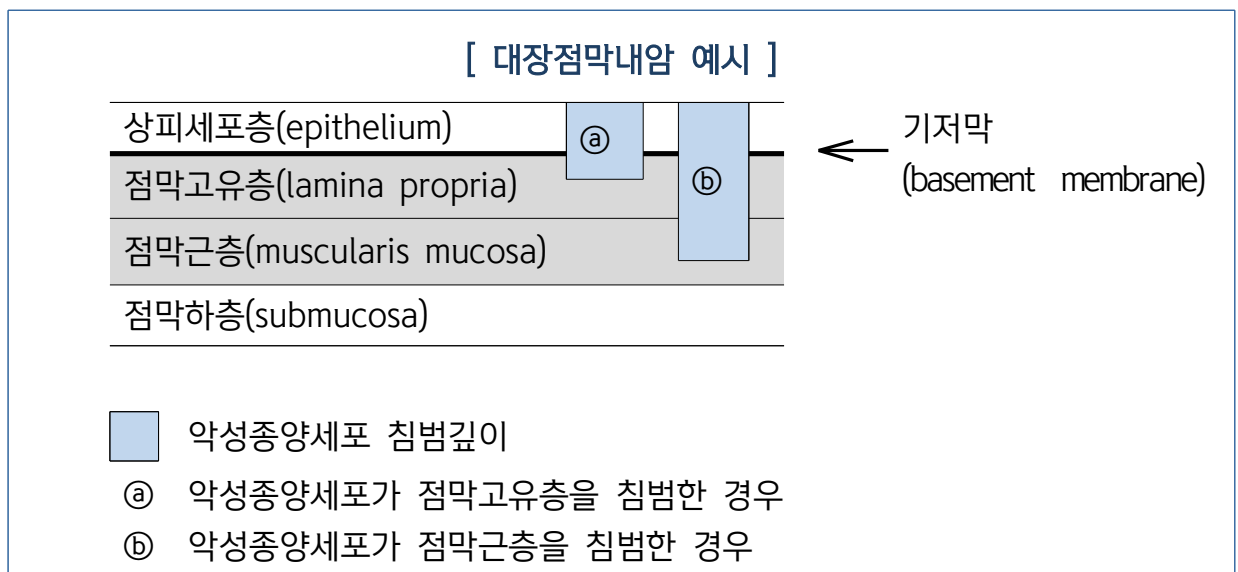 [ 대장점막내암 예시 ]
상피세포층(epithelium)
ⓐ
기저막
(basement membrane)
점막고유층(lamina propria)
ⓑ
점막근층(muscularis mucosa)
점막하층(submucosa)
악성종양세포 침범깊이
ⓐ 악성종양세포가 점막고유층을 침범한 경우
ⓑ 악성종양세포가 점막근층을 침범한 경우